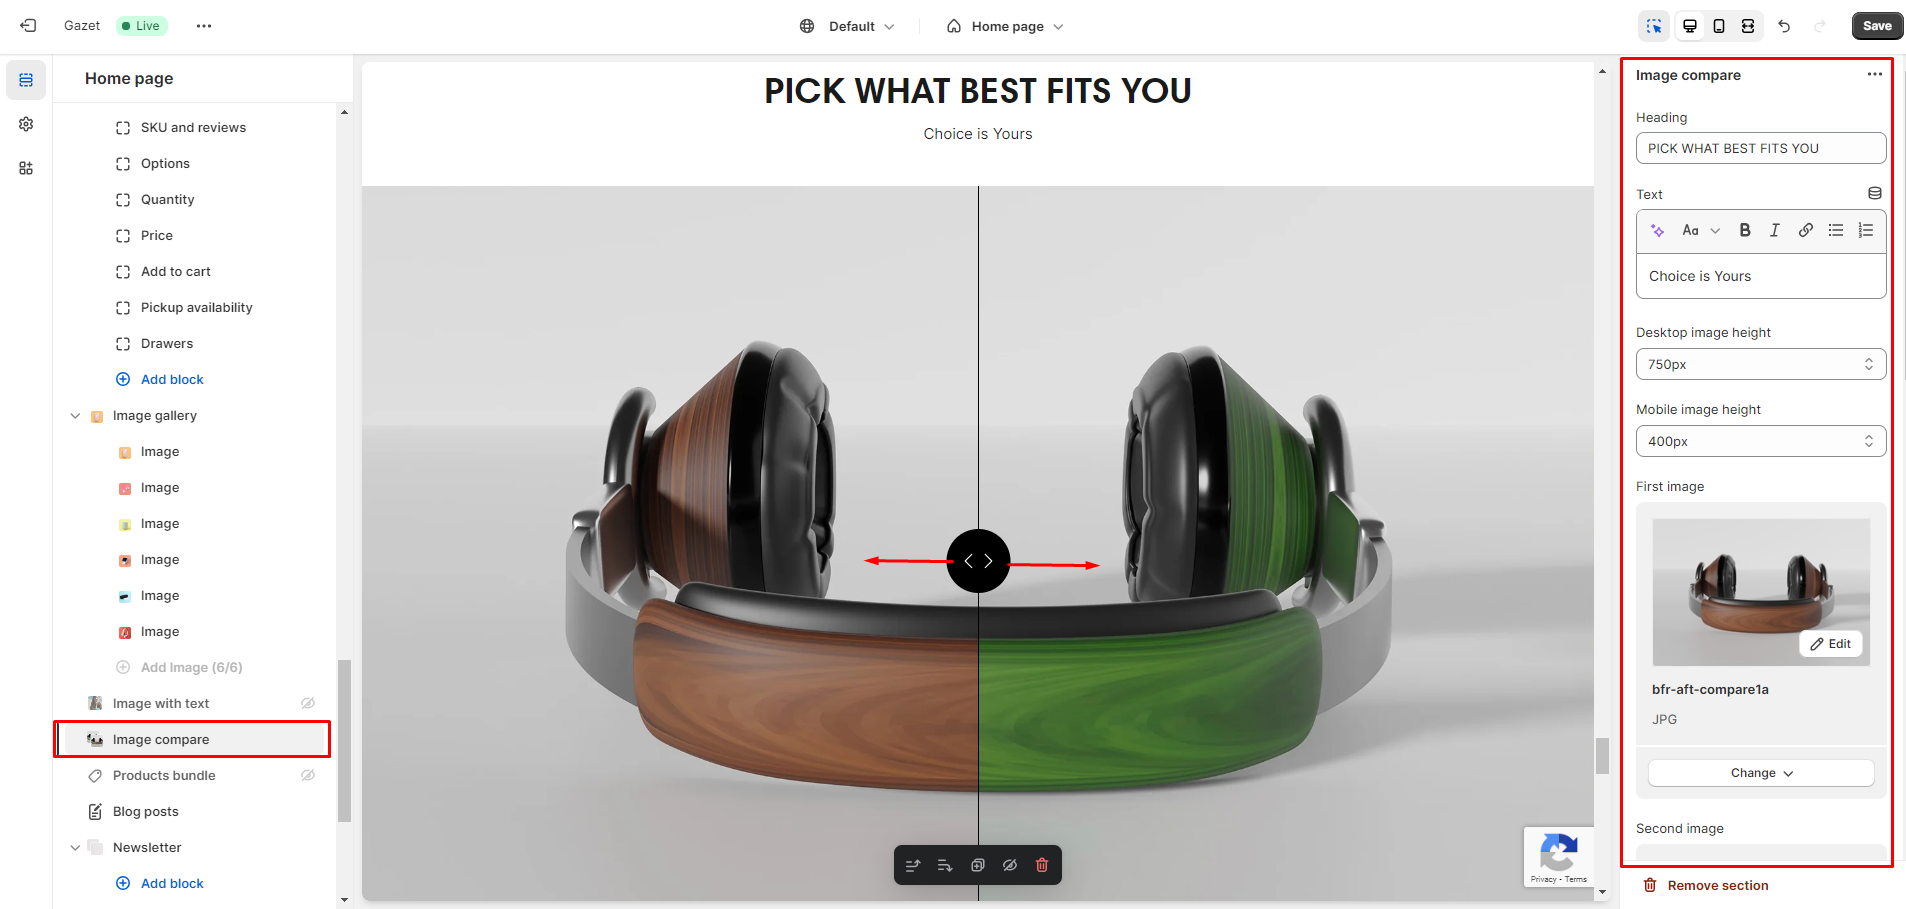 Gazet
Live
Default
Home page
Save
Home page
SKU and reviews
Options
Quantity
Price
Add to cart
Pickup availability
Drawers
Add block
Image gallery
Image
Image
Image
Image
Image
Image
Add Image (6/6)
Image with text
Image compare
Products bundle
Blog posts
Newsletter
Add block
PICK WHAT BEST FITS YOU
Choice is Yours
Privacy - Terms
Image compare
Heading
PICK WHAT BEST FITS YOU
Text
Aa
B I
Choice is Yours
Desktop image height
750px
Mobile image height
400px
First image
Edit
bfr-aft-compare1a
JPG
Change
Second image
Remove section